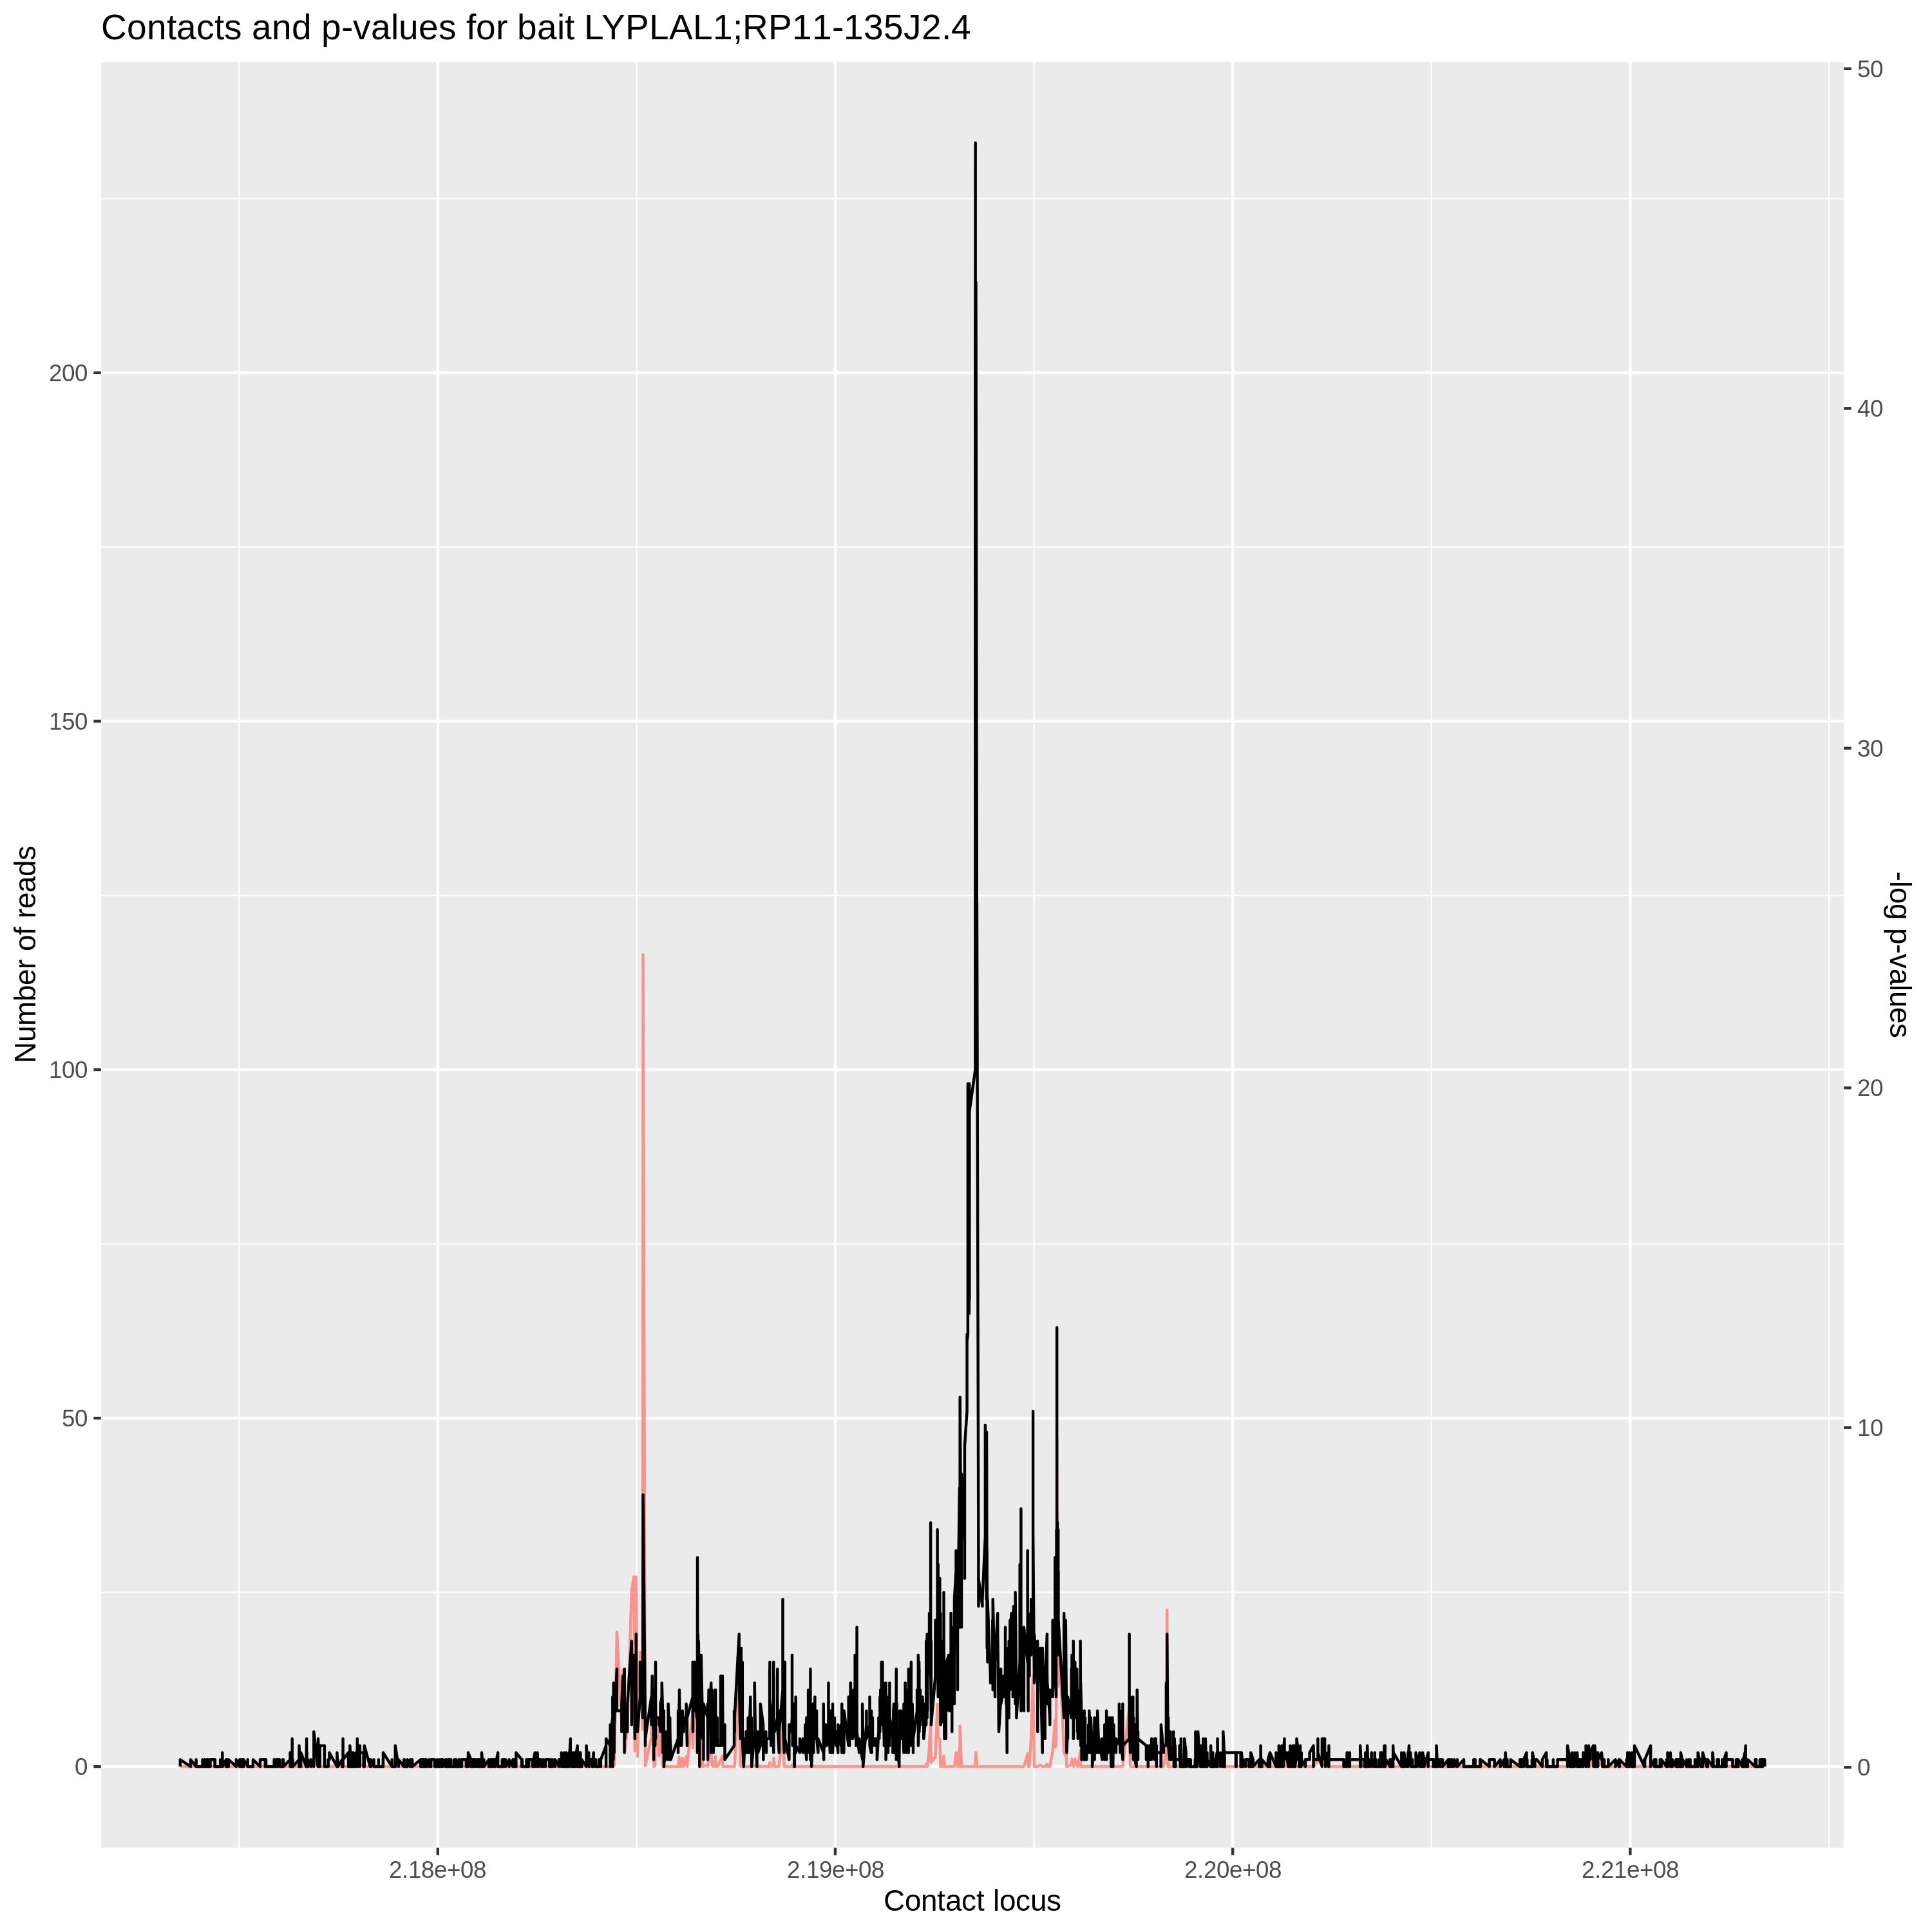 Contacts and p-values for bait LYPLAL1;RP11-135J2.4
50
200
40
150
30
Number of reads
-log p-values
100
20
50
10
0
0
2.18e+08
2.19e+08
2.20e+08
2.21e+08
Contact locus